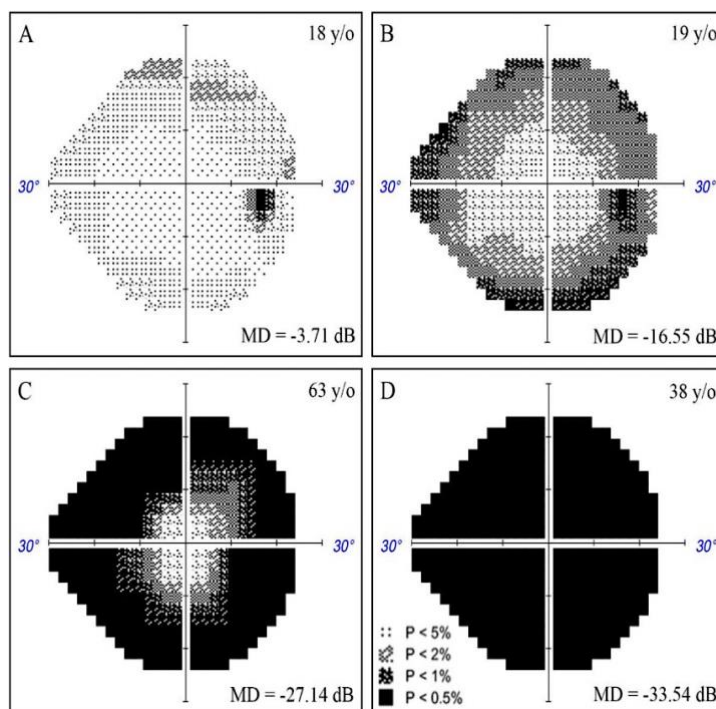 A 18 y/o
30° 30°
MD = -3.71 dB
B 19 y/o
30° 30°
MD = -16.55 dB
C 63 y/o
30° 30°
MD = -27.14 dB
D 38 y/o
30° 30°
P < 5%
P < 2%
P < 1%
P < 0.5%
MD = -33.54 dB